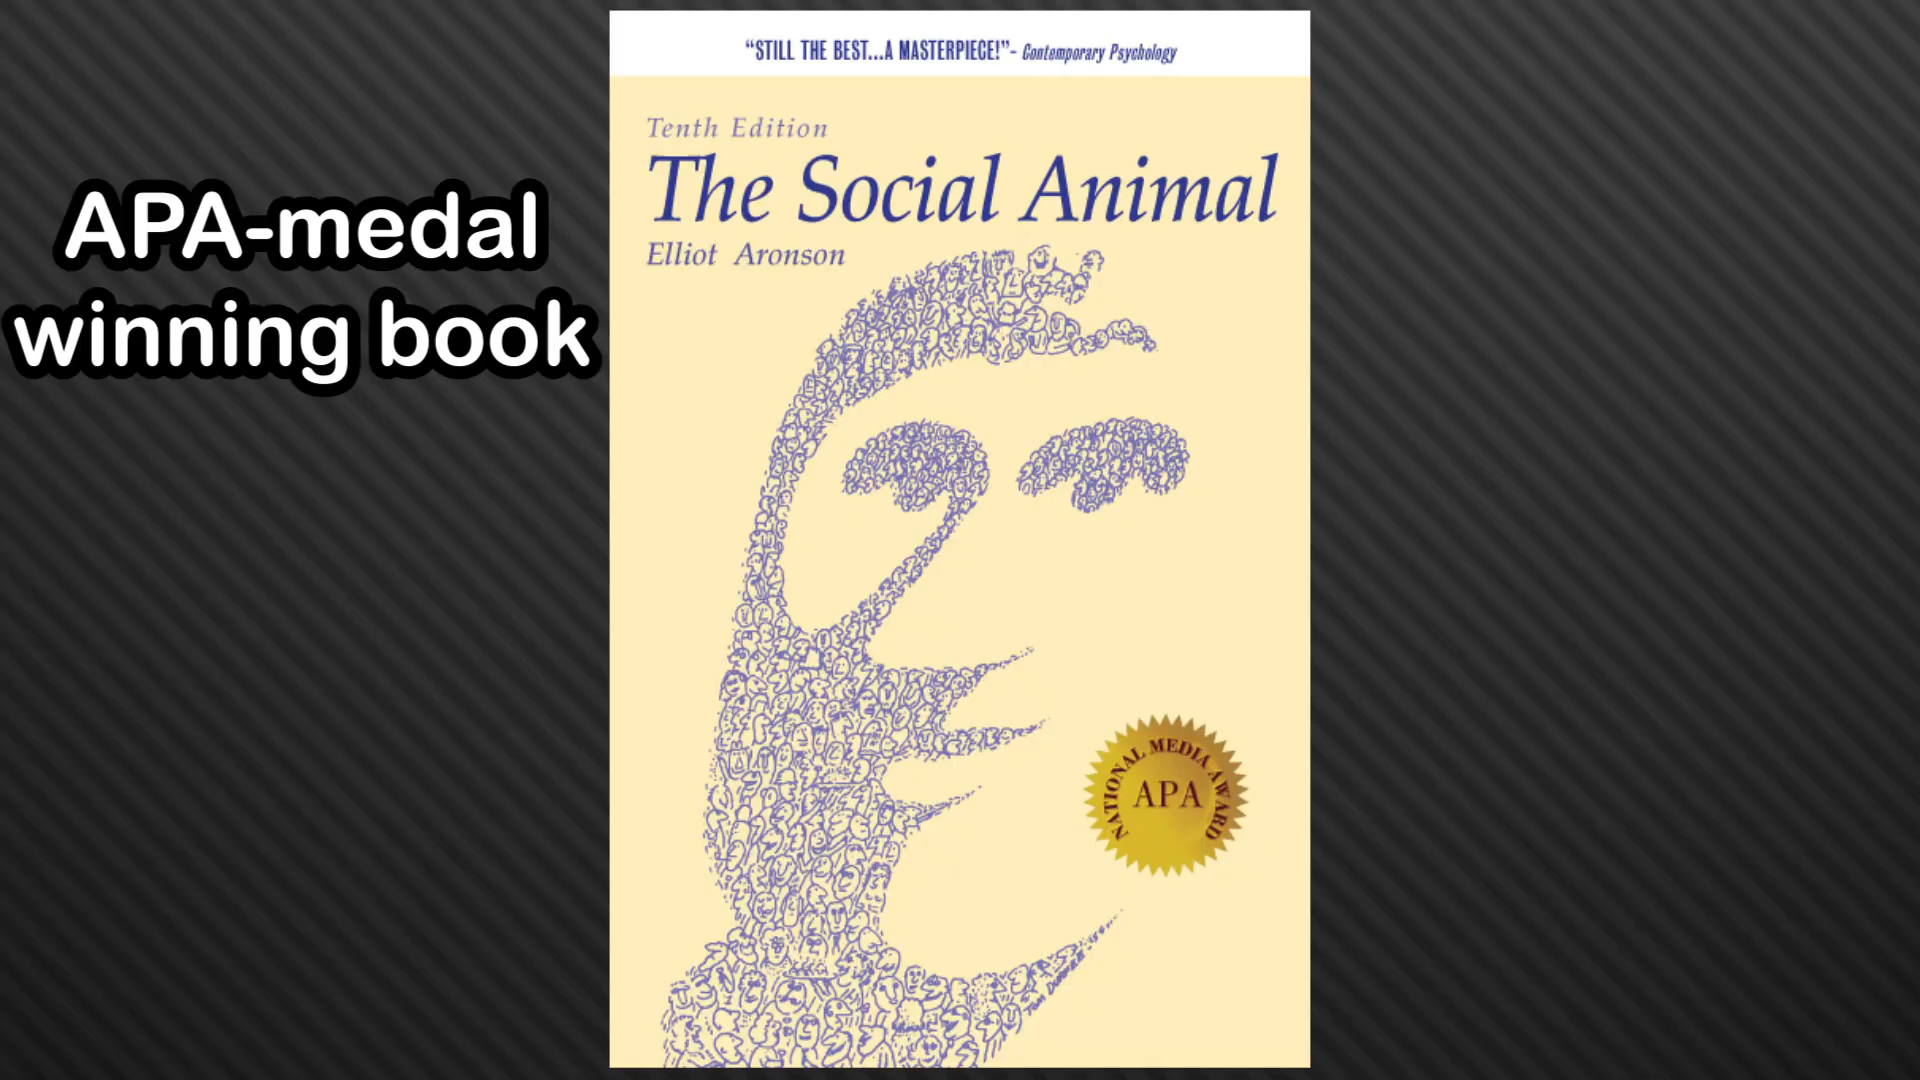 APA-medal
winning book
“STILL THE BEST...A MASTERPIECE!”- Contemporary Psychology
Tenth Edition
The Social Animal
Elliot Aronson
NATIONAL MEDIA AWARD
APA